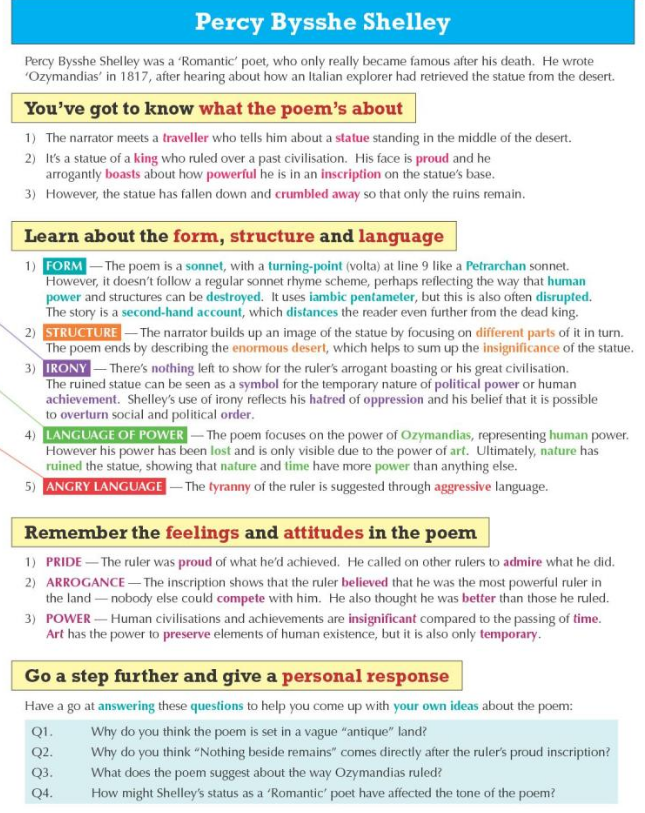 Percy Bysshe Shelley
Percy Bysshe Shelley was a ‘Romantic’ poet, who only really became famous after his death. He wrote
‘Ozymandias’ in 1817, after hearing about how an Italian explorer had retrieved the statue from the desert.
You’ve got to know what the poem’s about
1) The narrator meets a traveller who tells him about a statue standing in the middle of the desert.
2) It’s a statue of a king who ruled over a past civilisation. His face is proud and he
arrogantly boasts about how powerful he is in an inscription on the statue’s base.
3) However, the statue has fallen down and crumbled away so that only the ruins remain.
Learn about the form, structure and language
1) FORM — The poem is a sonnet, with a turning-point (volta) at line 9 like a Petrarchan sonnet.
However, it doesn’t follow a regular sonnet rhyme scheme, perhaps reflecting the way that human
power and structures can be destroyed. It uses iambic pentameter, but this is also often disrupted.
The story is a second-hand account, which distances the reader even further from the dead king.
2) STRUCTURE — The narrator builds up an image of the statue by focusing on different parts of it in turn.
The poem ends by describing the enormous desert, which helps to sum up the insignificance of the statue.
3) IRONY — There’s nothing left to show for the ruler’s arrogant boasting or his great civilisation.
The ruined statue can be seen as a symbol for the temporary nature of political power or human
achievement. Shelley’s use of irony reflects his hatred of oppression and his belief that it is possible
to overturn social and political order.
4) LANGUAGE OF POWER — The poem focuses on the power of Ozymandias, representing human power.
However his power has been lost and is only visible due to the power of art. Ultimately, nature has
ruined the statue, showing that nature and time have more power than anything else.
5) ANGRY LANGUAGE — The tyranny of the ruler is suggested through aggressive language.
Remember the feelings and attitudes in the poem
1) PRIDE — The ruler was proud of what he’d achieved. He called on other rulers to admire what he did.
2) ARROGANCE — The inscription shows that the ruler believed that he was the most powerful ruler in
the land — nobody else could compete with him. He also thought he was better than those he ruled.
3) POWER — Human civilisations and achievements are insignificant compared to the passing of time.
Art has the power to preserve elements of human existence, but it is also only temporary.
Go a step further and give a personal response
Have a go at answering these questions to help you come up with your own ideas about the poem:
Q1. Why do you think the poem is set in a vague “antique” land?
Q2. Why do you think “Nothing beside remains” comes directly after the ruler’s proud inscription?
Q3. What does the poem suggest about the way Ozymandias ruled?
Q4. How might Shelley’s status as a ‘Romantic’ poet have affected the tone of the poem?